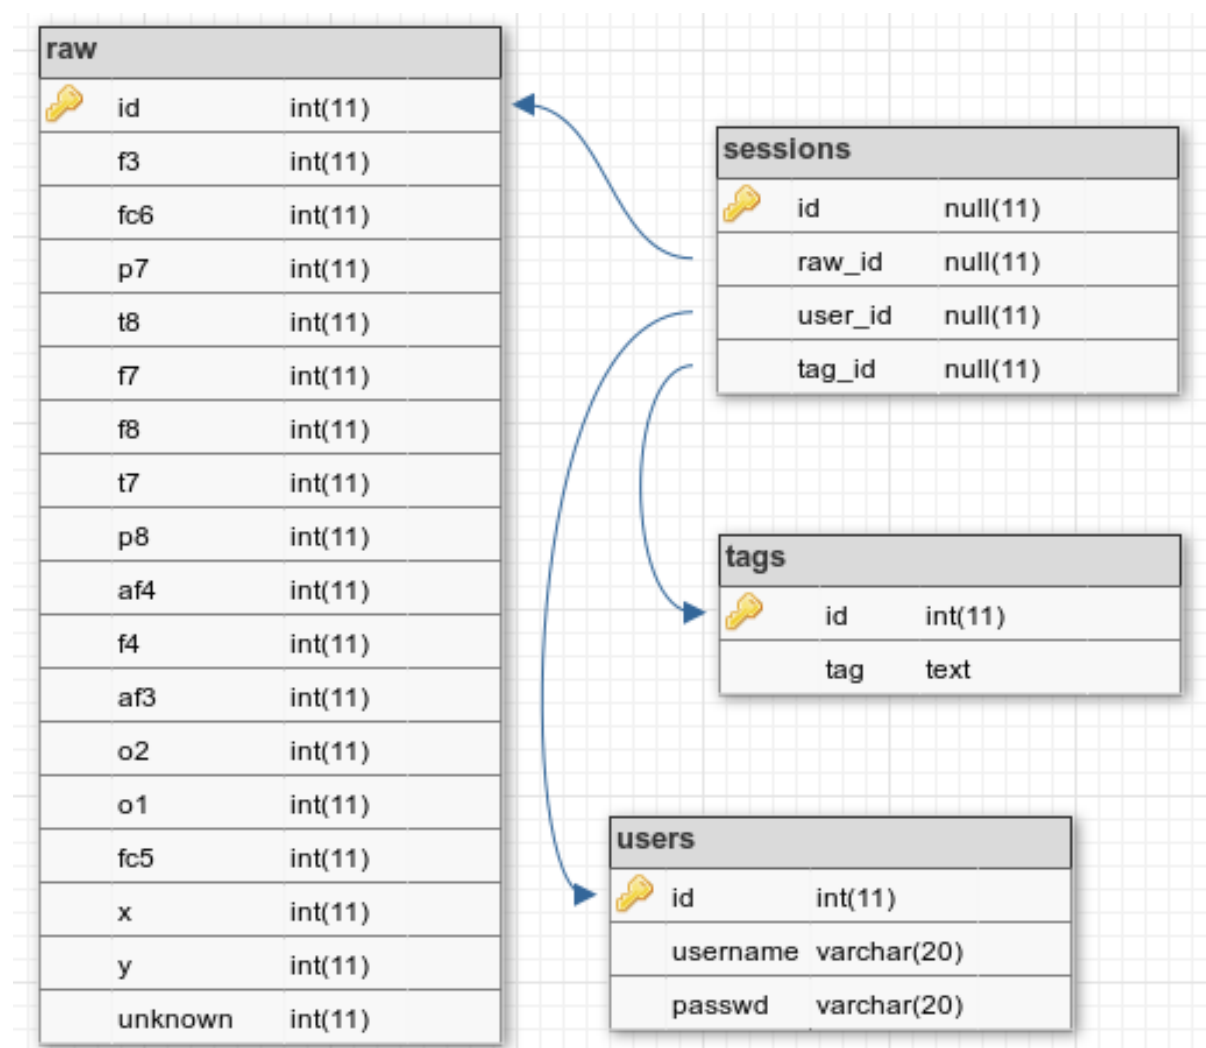 raw
id int(11)
f3 int(11)
fc6 int(11)
p7 int(11)
t8 int(11)
f7 int(11)
f8 int(11)
t7 int(11)
p8 int(11)
af4 int(11)
f4 int(11)
af3 int(11)
o2 int(11)
o1 int(11)
fc5 int(11)
x int(11)
y int(11)
unknown int(11)
sessions
id null(11)
raw_id null(11)
user_id null(11)
tag_id null(11)
tags
id int(11)
tag text
users
id int(11)
username varchar(20)
passwd varchar(20)